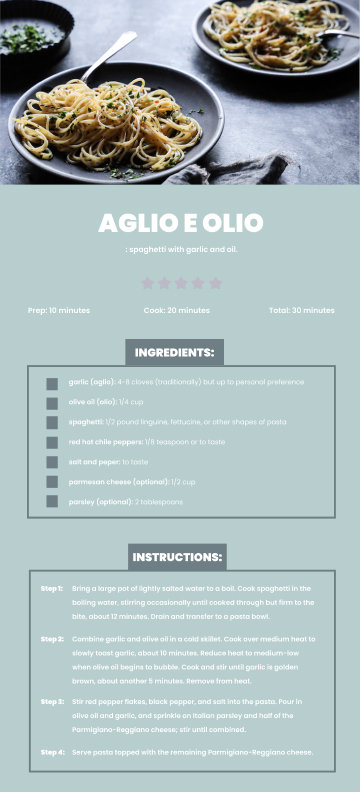 AGLIO E OLIO
: spaghetti with garlic and oil.
Prep: 10 minutes Cook: 20 minutes Total: 30 minutes
INGREDIENTS:
garlic (aglio): 4-6 cloves (traditionally) but up to personal preference
olive oil (olio): 1/4 cup
spaghetti: 1/2 pound linguine, fettucine, or other shapes of pasta
red hot chile peppers: 1/8 teaspoon or to taste
salt and peper: to taste
parmesan cheese (optional): 1/3 cup
parsley (optional): 2 tablespoons
INSTRUCTIONS:
Step 1: Bring a large pot of lightly salted water to a boil. Cook spaghetti in the
boiling water, stirring occasionally until cooked through but firm to the
bite, about 12 minutes. Drain and transfer to a pasta bowl.
Step 2: Combine garlic and olive oil in a cold skillet. Cook over medium heat to
slowly toast garlic, about 10 minutes. Reduce heat to medium-low
when olive oil begins to bubble. Cook and stir until garlic is golden
brown, about another 5 minutes. Remove from heat.
Step 3: Stir red pepper flakes, black pepper, and salt into the pasta. Pour in
olive oil and garlic, and sprinkle on Italian parsley and half of the
Parmigiano-Reggiano cheese; stir until combined.
Step 4: Serve pasta topped with the remaining Parmigiano-Reggiano cheese.